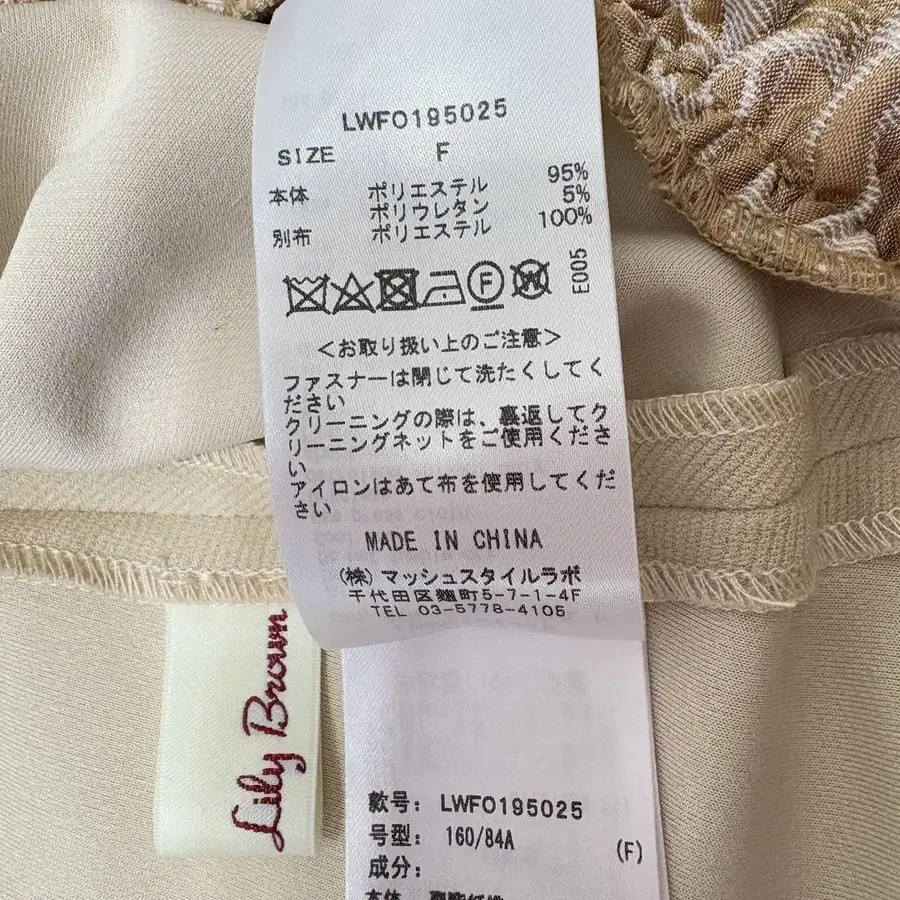 LWFO195025
SIZE F
本体 ポリエステル 95%
ポリウレタン 5%
別布 ポリエステル 100%
F
W
E005
<お取り扱い上のご注意>
ファスナーは閉じて洗たくしてく
ださい
クリーニングの際は、裏返してク
リーニングネットをご使用くださ
い
アイロンはあて布を使用してくだ
さい
MADE IN CHINA
(株)マッシュスタイルラボ
千代田区麹町5-7-1-4F
TEL 03-5778-4106
Lily Brown
款号: LWFO195025
号型: 160/84A (F)
成分:
本体